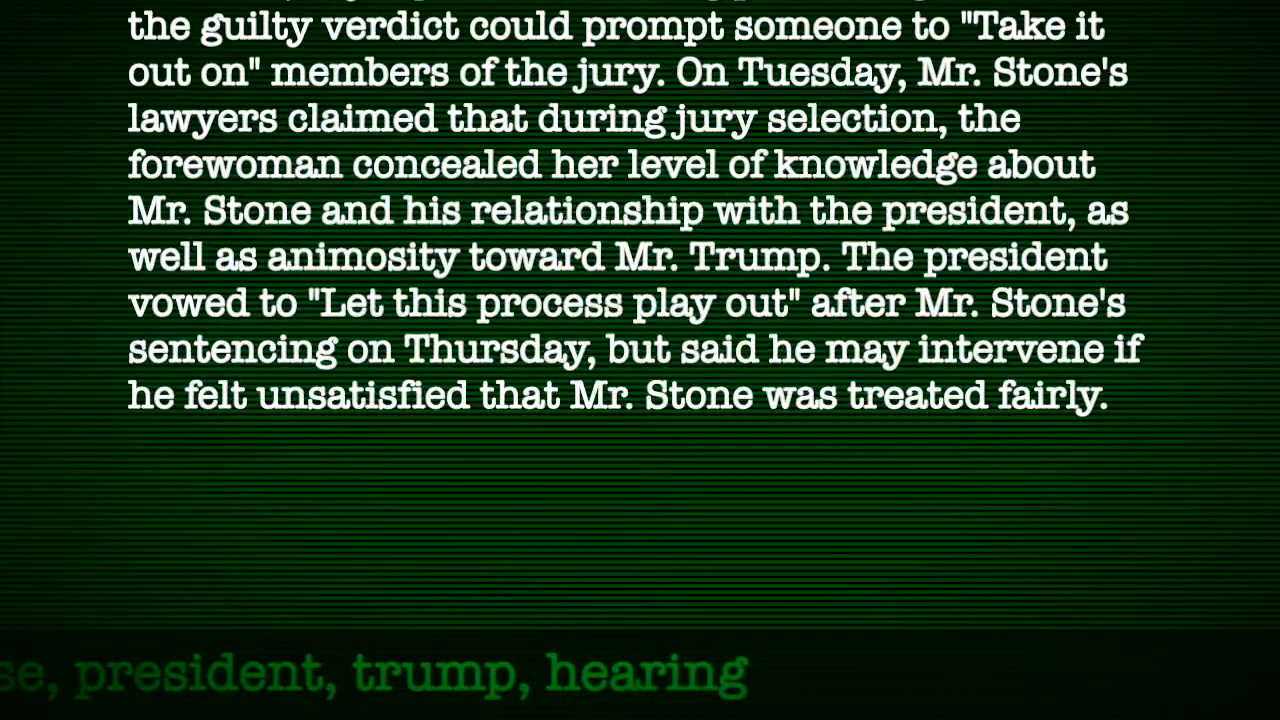 the guilty verdict could prompt someone to "Take it
out on" members of the jury. On Tuesday, Mr. Stone's
lawyers claimed that during jury selection, the
forewoman concealed her level of knowledge about
Mr. Stone and his relationship with the president, as
well as animosity toward Mr. Trump. The president
vowed to "Let this process play out" after Mr. Stone's
sentencing on Thursday, but said he may intervene if
he felt unsatisfied that Mr. Stone was treated fairly.
president, trump, hearing